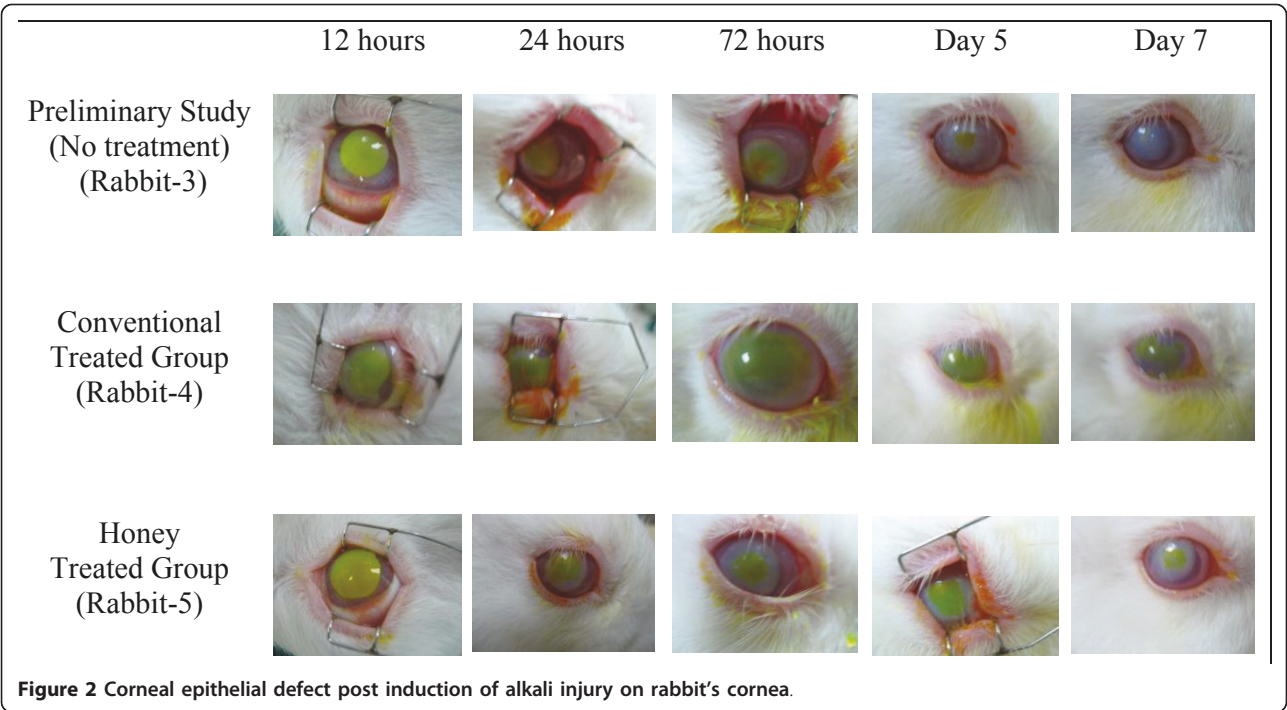 12 hours 24 hours 72 hours Day 5 Day 7
Preliminary Study
(No treatment)
(Rabbit-3)
Conventional
Treated Group
(Rabbit-4)
Honey
Treated Group
(Rabbit-5)
Figure 2 Corneal epithelial defect post induction of alkali injury on rabbit's cornea.